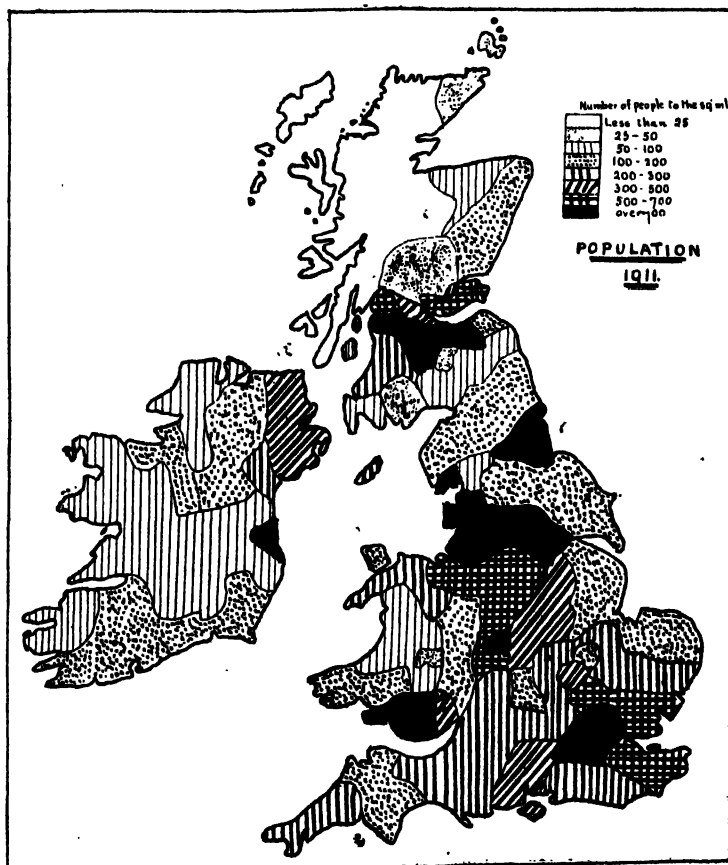 Number of people to the sq ml
Less than 25
25-50
50-100
100-200
200-300
300-500
500-700
over 700
POPULATION
1911.